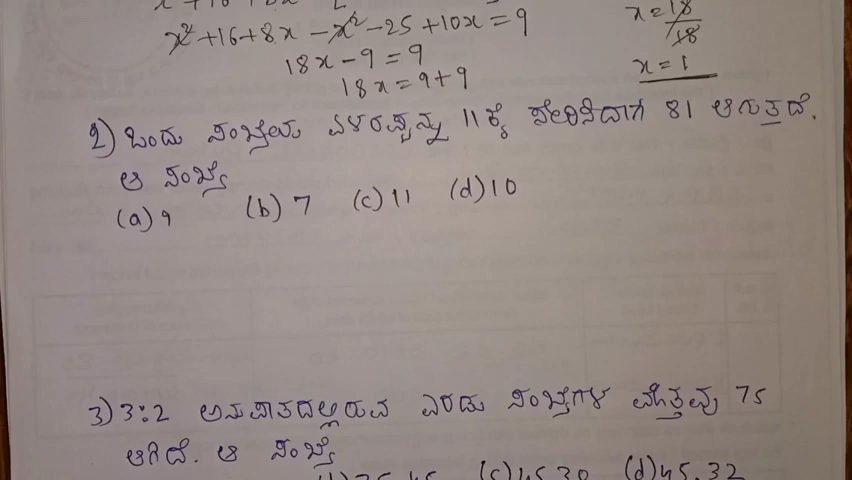 x²+16+8x-x²-25+10x=9
18x-9=9
18x=9+9
x=18/18
x=1
2) ಒಂದು ಸಂಖ್ಯೆಯ ಏಳರಷ್ಟನ್ನು 11ಕ್ಕೆ ಸೇರಿಸಿದಾಗ 81 ಆಗುತ್ತದೆ.
ಆ ಸಂಖ್ಯೆ
(a) 9 (b) 7 (c) 11 (d) 10
3) 3:2 ಅನುಪಾತದಲ್ಲಿರುವ ಎರಡು ಸಂಖ್ಯೆಗಳ ಮೊತ್ತವು 75
ಆಗಿದೆ. ಆ ಸಂಖ್ಯೆ
(c) 45,30 (d) 45,32